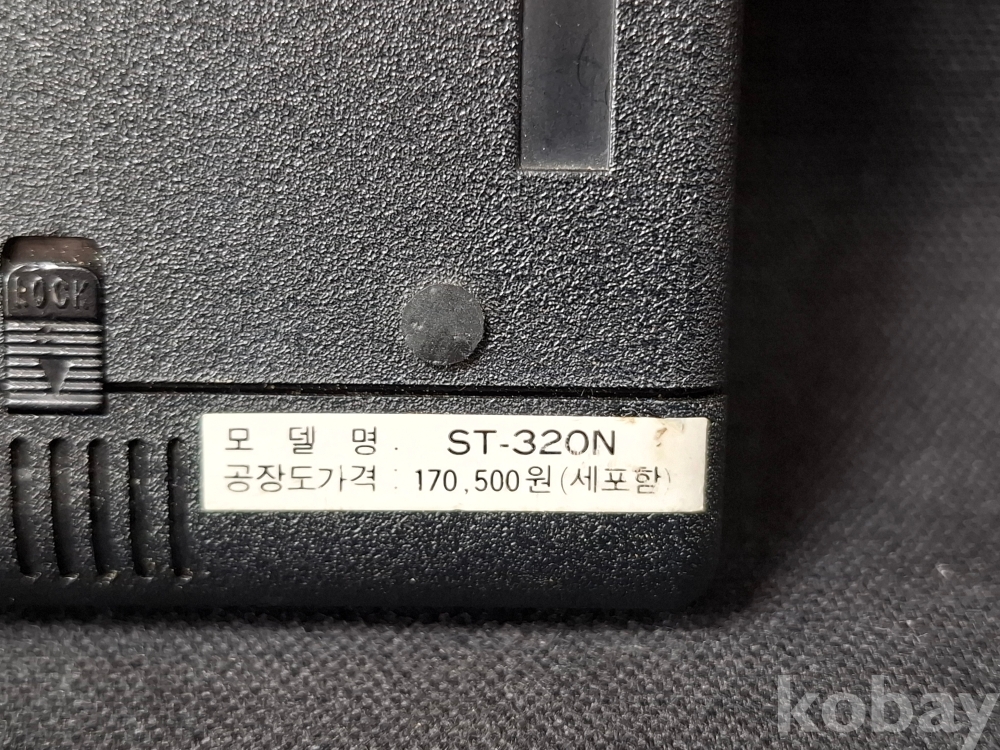 LOCK
모 델 명 . ST-320N
공장도가격 : 170,500원(세포함)
kobay